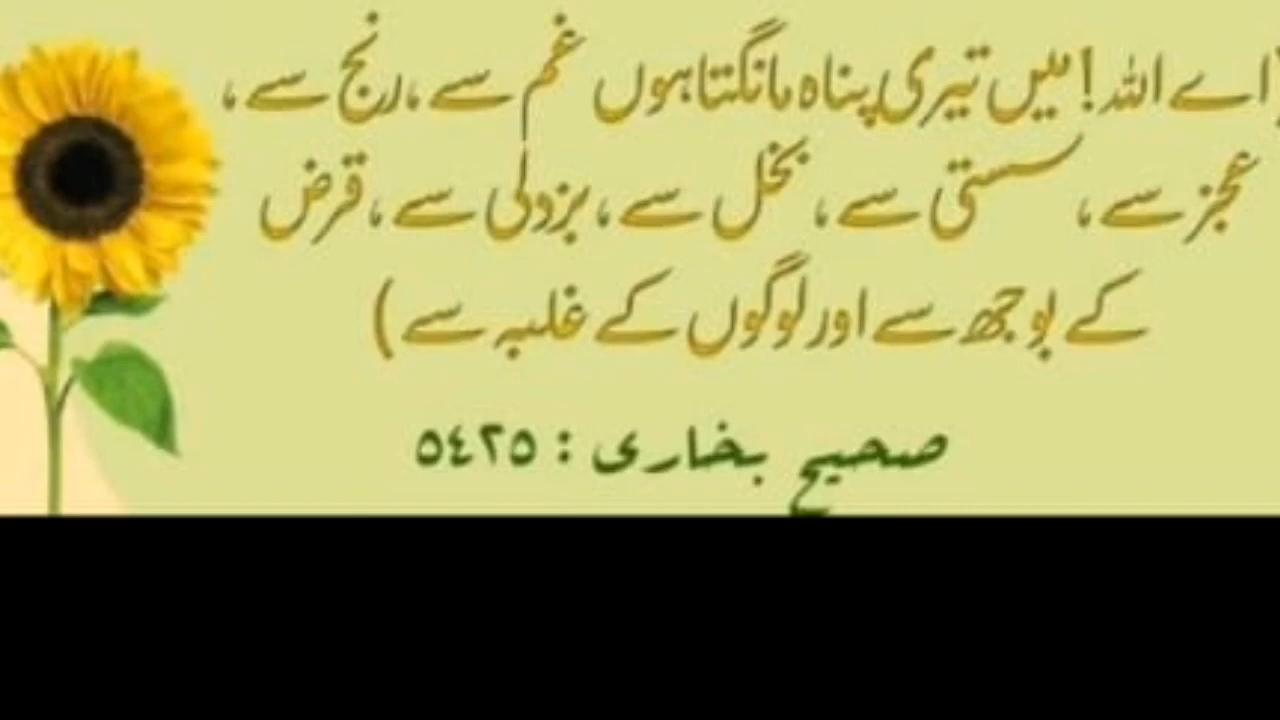 (اے اللہ! میں تیری پناہ مانگتا ہوں غم سے، رنج سے،
عجز سے، سستی سے، بخل سے، بزدلی سے، قرض
کے بوجھ سے اور لوگوں کے غلبہ سے)
صحیح بخاری : ٥٤٢٥